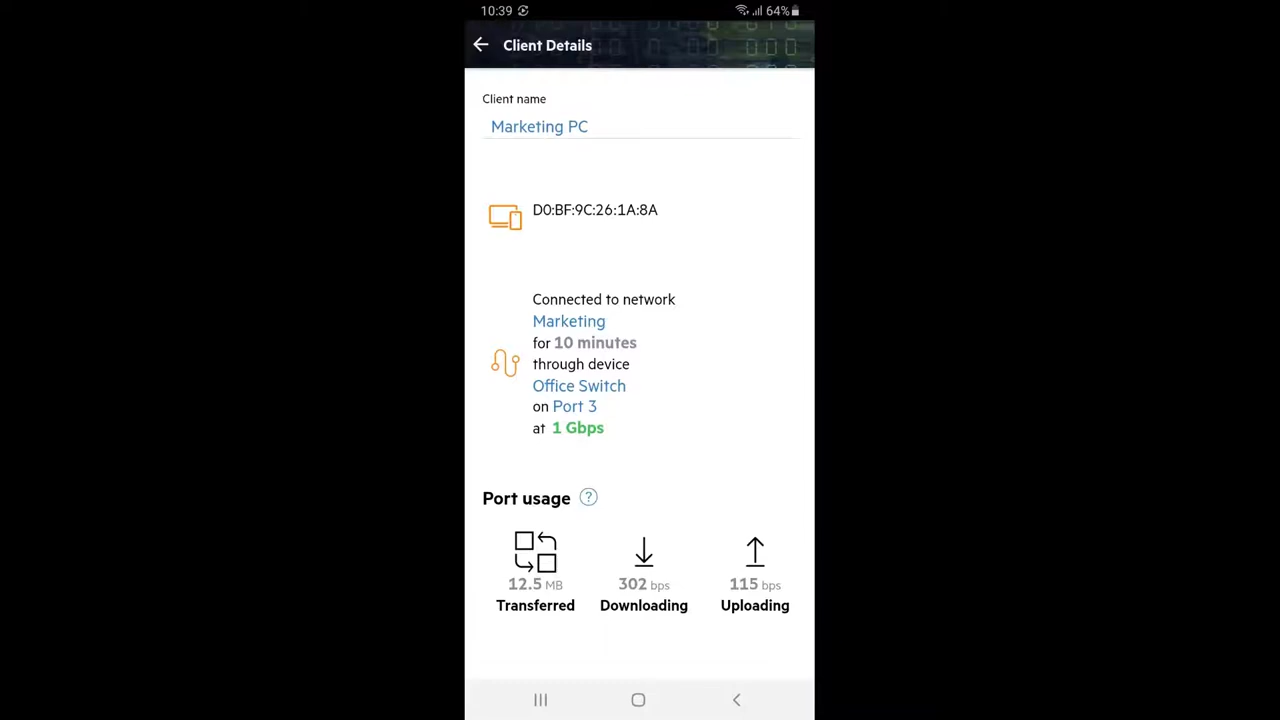 10:39 64%
Client Details
Client name
Marketing PC
D0:BF:9C:26:1A:8A
Connected to network
Marketing
for 10 minutes
through device
Office Switch
on Port 3
at 1 Gbps
Port usage ?
12.5 MB 302 bps 115 bps
Transferred Downloading Uploading